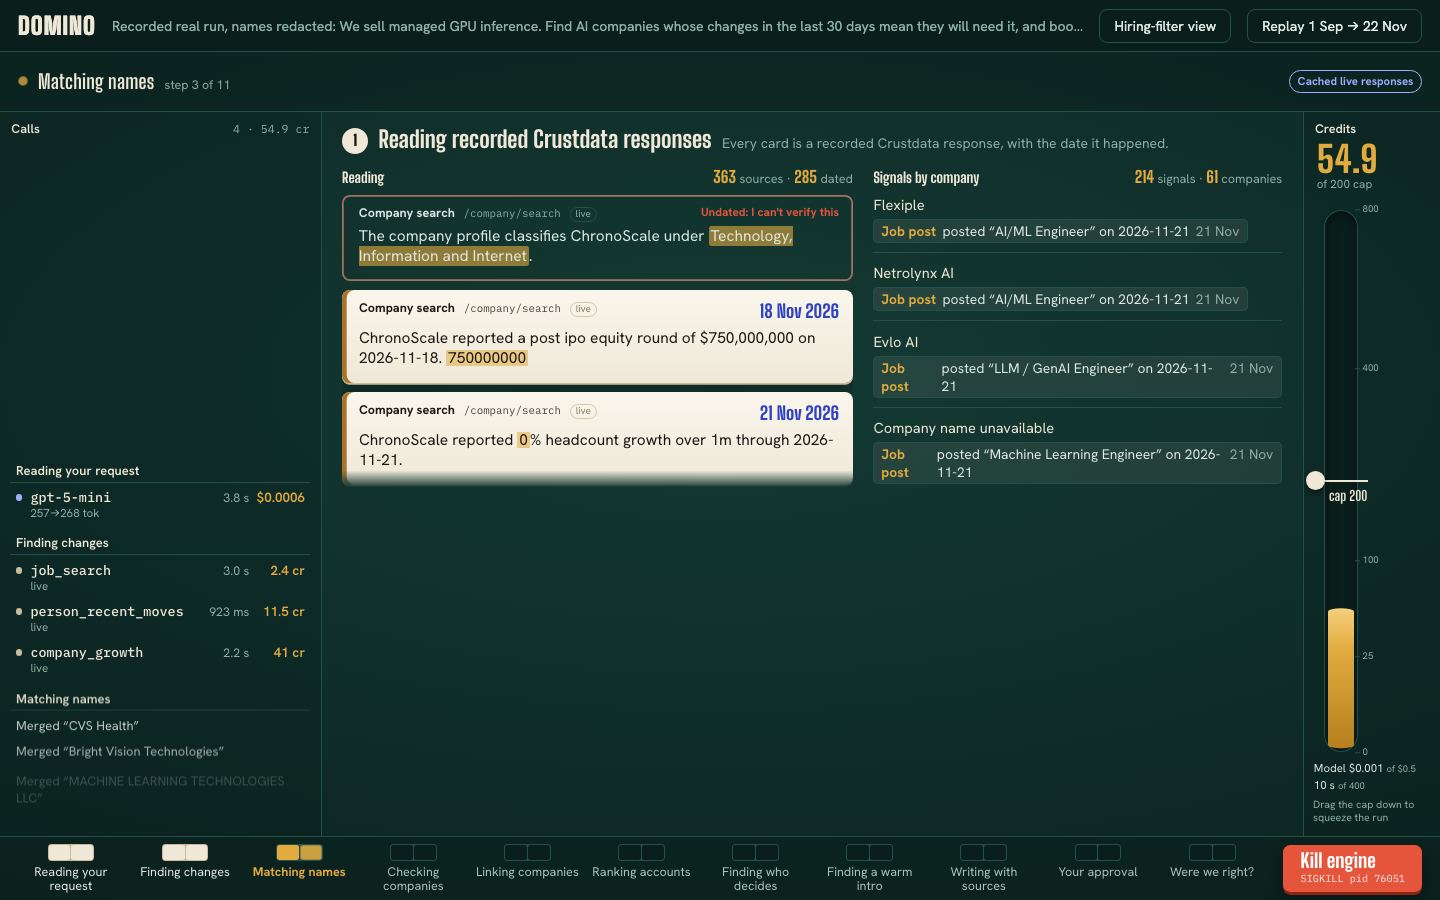 DOMINO
Recorded real run, names redacted: We sell managed GPU inference. Find AI companies whose changes in the last 30 days mean they will need it, and boo...
Hiring-filter view
Replay 1 Sep → 22 Nov
Matching names step 3 of 11
Cached live responses
Calls
4 · 54.9 cr
Reading your request
gpt-5-mini 3.8 s $0.0006
257→268 tok
Finding changes
job_search 3.0 s 2.4 cr
live
person_recent_moves 923 ms 11.5 cr
live
company_growth 2.2 s 41 cr
live
Matching names
Merged “CVS Health”
Merged “Bright Vision Technologies”
Merged “MACHINE LEARNING TECHNOLOGIES
LLC”
1 Reading recorded Crustdata responses Every card is a recorded Crustdata response, with the date it happened.
Reading 363 sources · 285 dated
Company search /company/search live Undated: I can't verify this
The company profile classifies ChronoScale under Technology,
Information and Internet.
Company search /company/search live 18 Nov 2026
ChronoScale reported a post ipo equity round of $750,000,000 on
2026-11-18. 750000000
Company search /company/search live 21 Nov 2026
ChronoScale reported 0% headcount growth over 1m through 2026-
11-21.
Signals by company 214 signals · 61 companies
Flexiple
Job post posted “AI/ML Engineer” on 2026-11-21 21 Nov
Netrolynx AI
Job post posted “AI/ML Engineer” on 2026-11-21 21 Nov
Evlo AI
Job post posted “LLM / GenAI Engineer” on 2026-11-21 21 Nov
Company name unavailable
Job post posted “Machine Learning Engineer” on 2026-11-21 21 Nov
Credits
54.9
of 200 cap
800
400
cap 200
100
25
0
Model $0.001 of $0.5
10 s of 400
Drag the cap down to
squeeze the run
Reading your request
Finding changes
Matching names
Checking companies
Linking companies
Ranking accounts
Finding who decides
Finding a warm intro
Writing with sources
Your approval
Were we right?
Kill engine
SIGKILL pid 76051